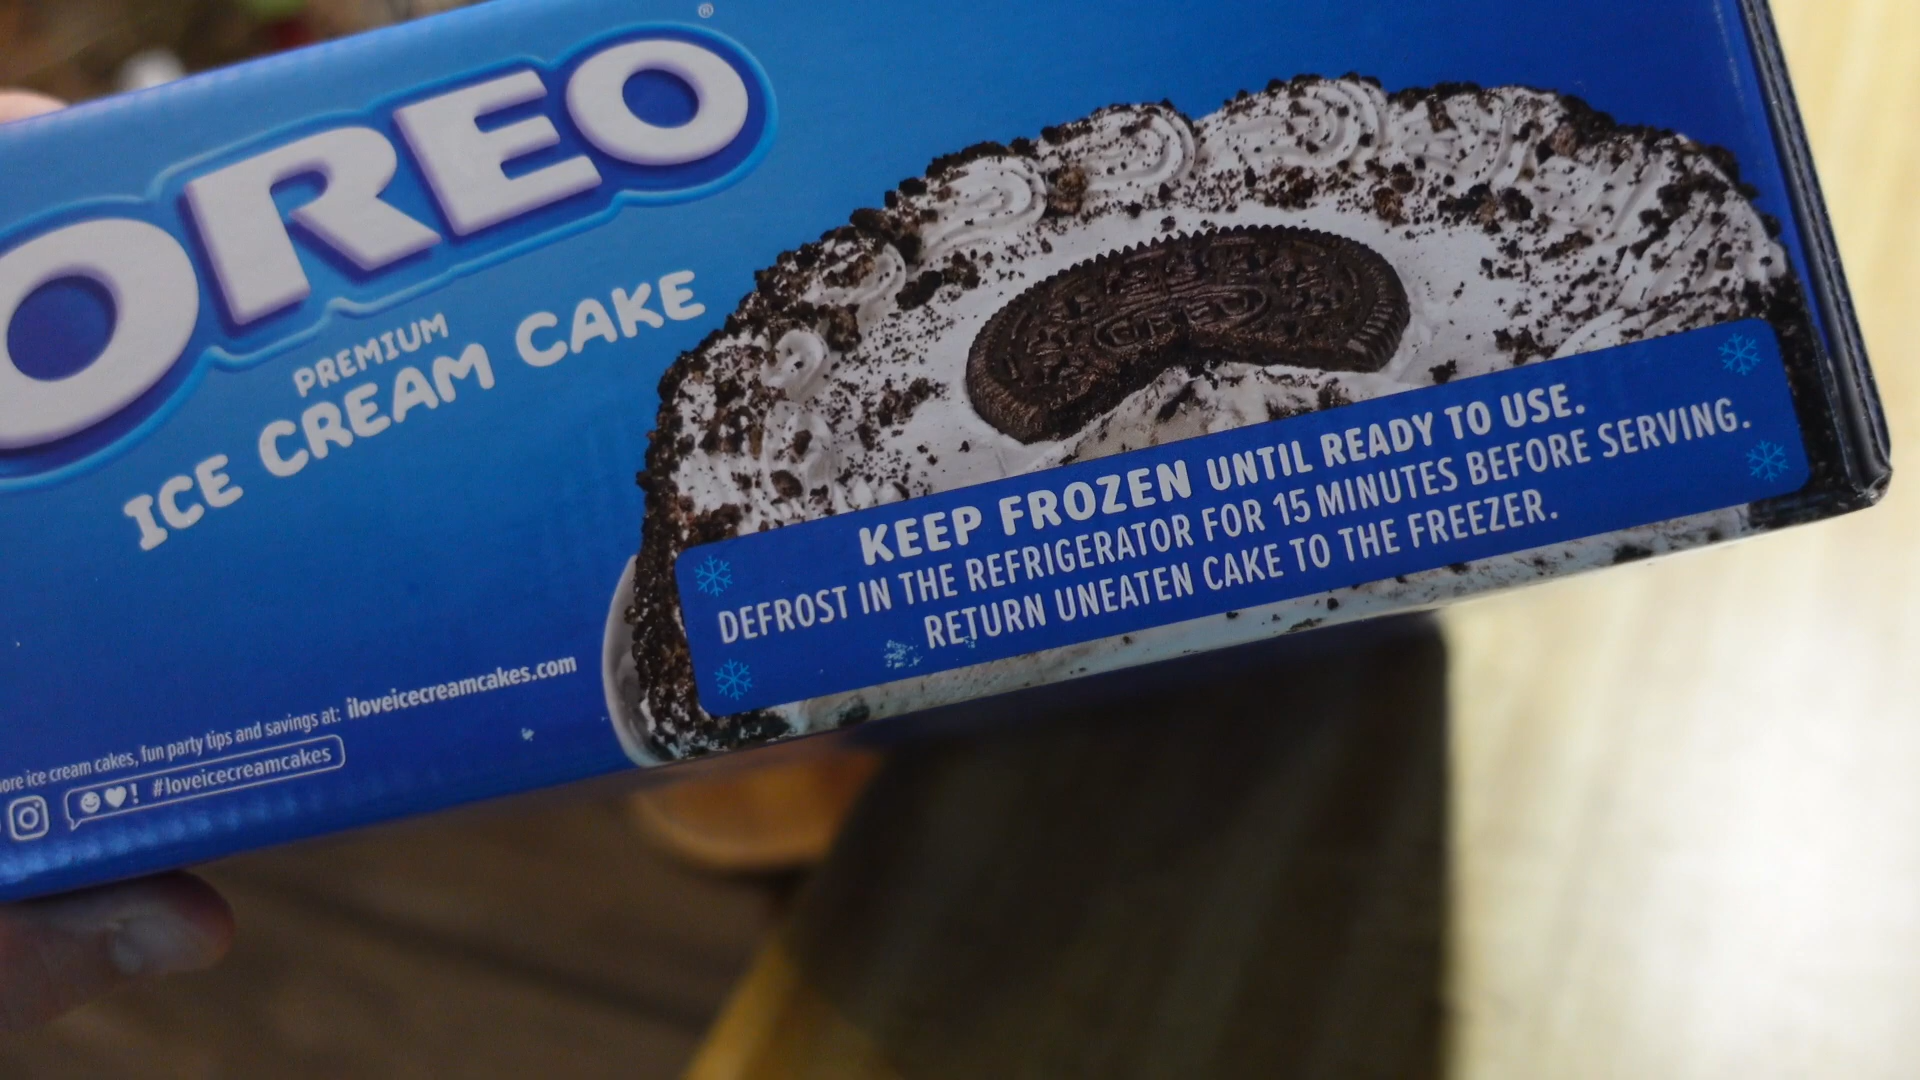 OREO®
PREMIUM
ICE CREAM CAKE
OREO
KEEP FROZEN UNTIL READY TO USE.
DEFROST IN THE REFRIGERATOR FOR 15 MINUTES BEFORE SERVING.
RETURN UNEATEN CAKE TO THE FREEZER.
ice cream cakes, fun party tips and savings at: iloveicecreamcakes.com
! #loveicecreamcakes